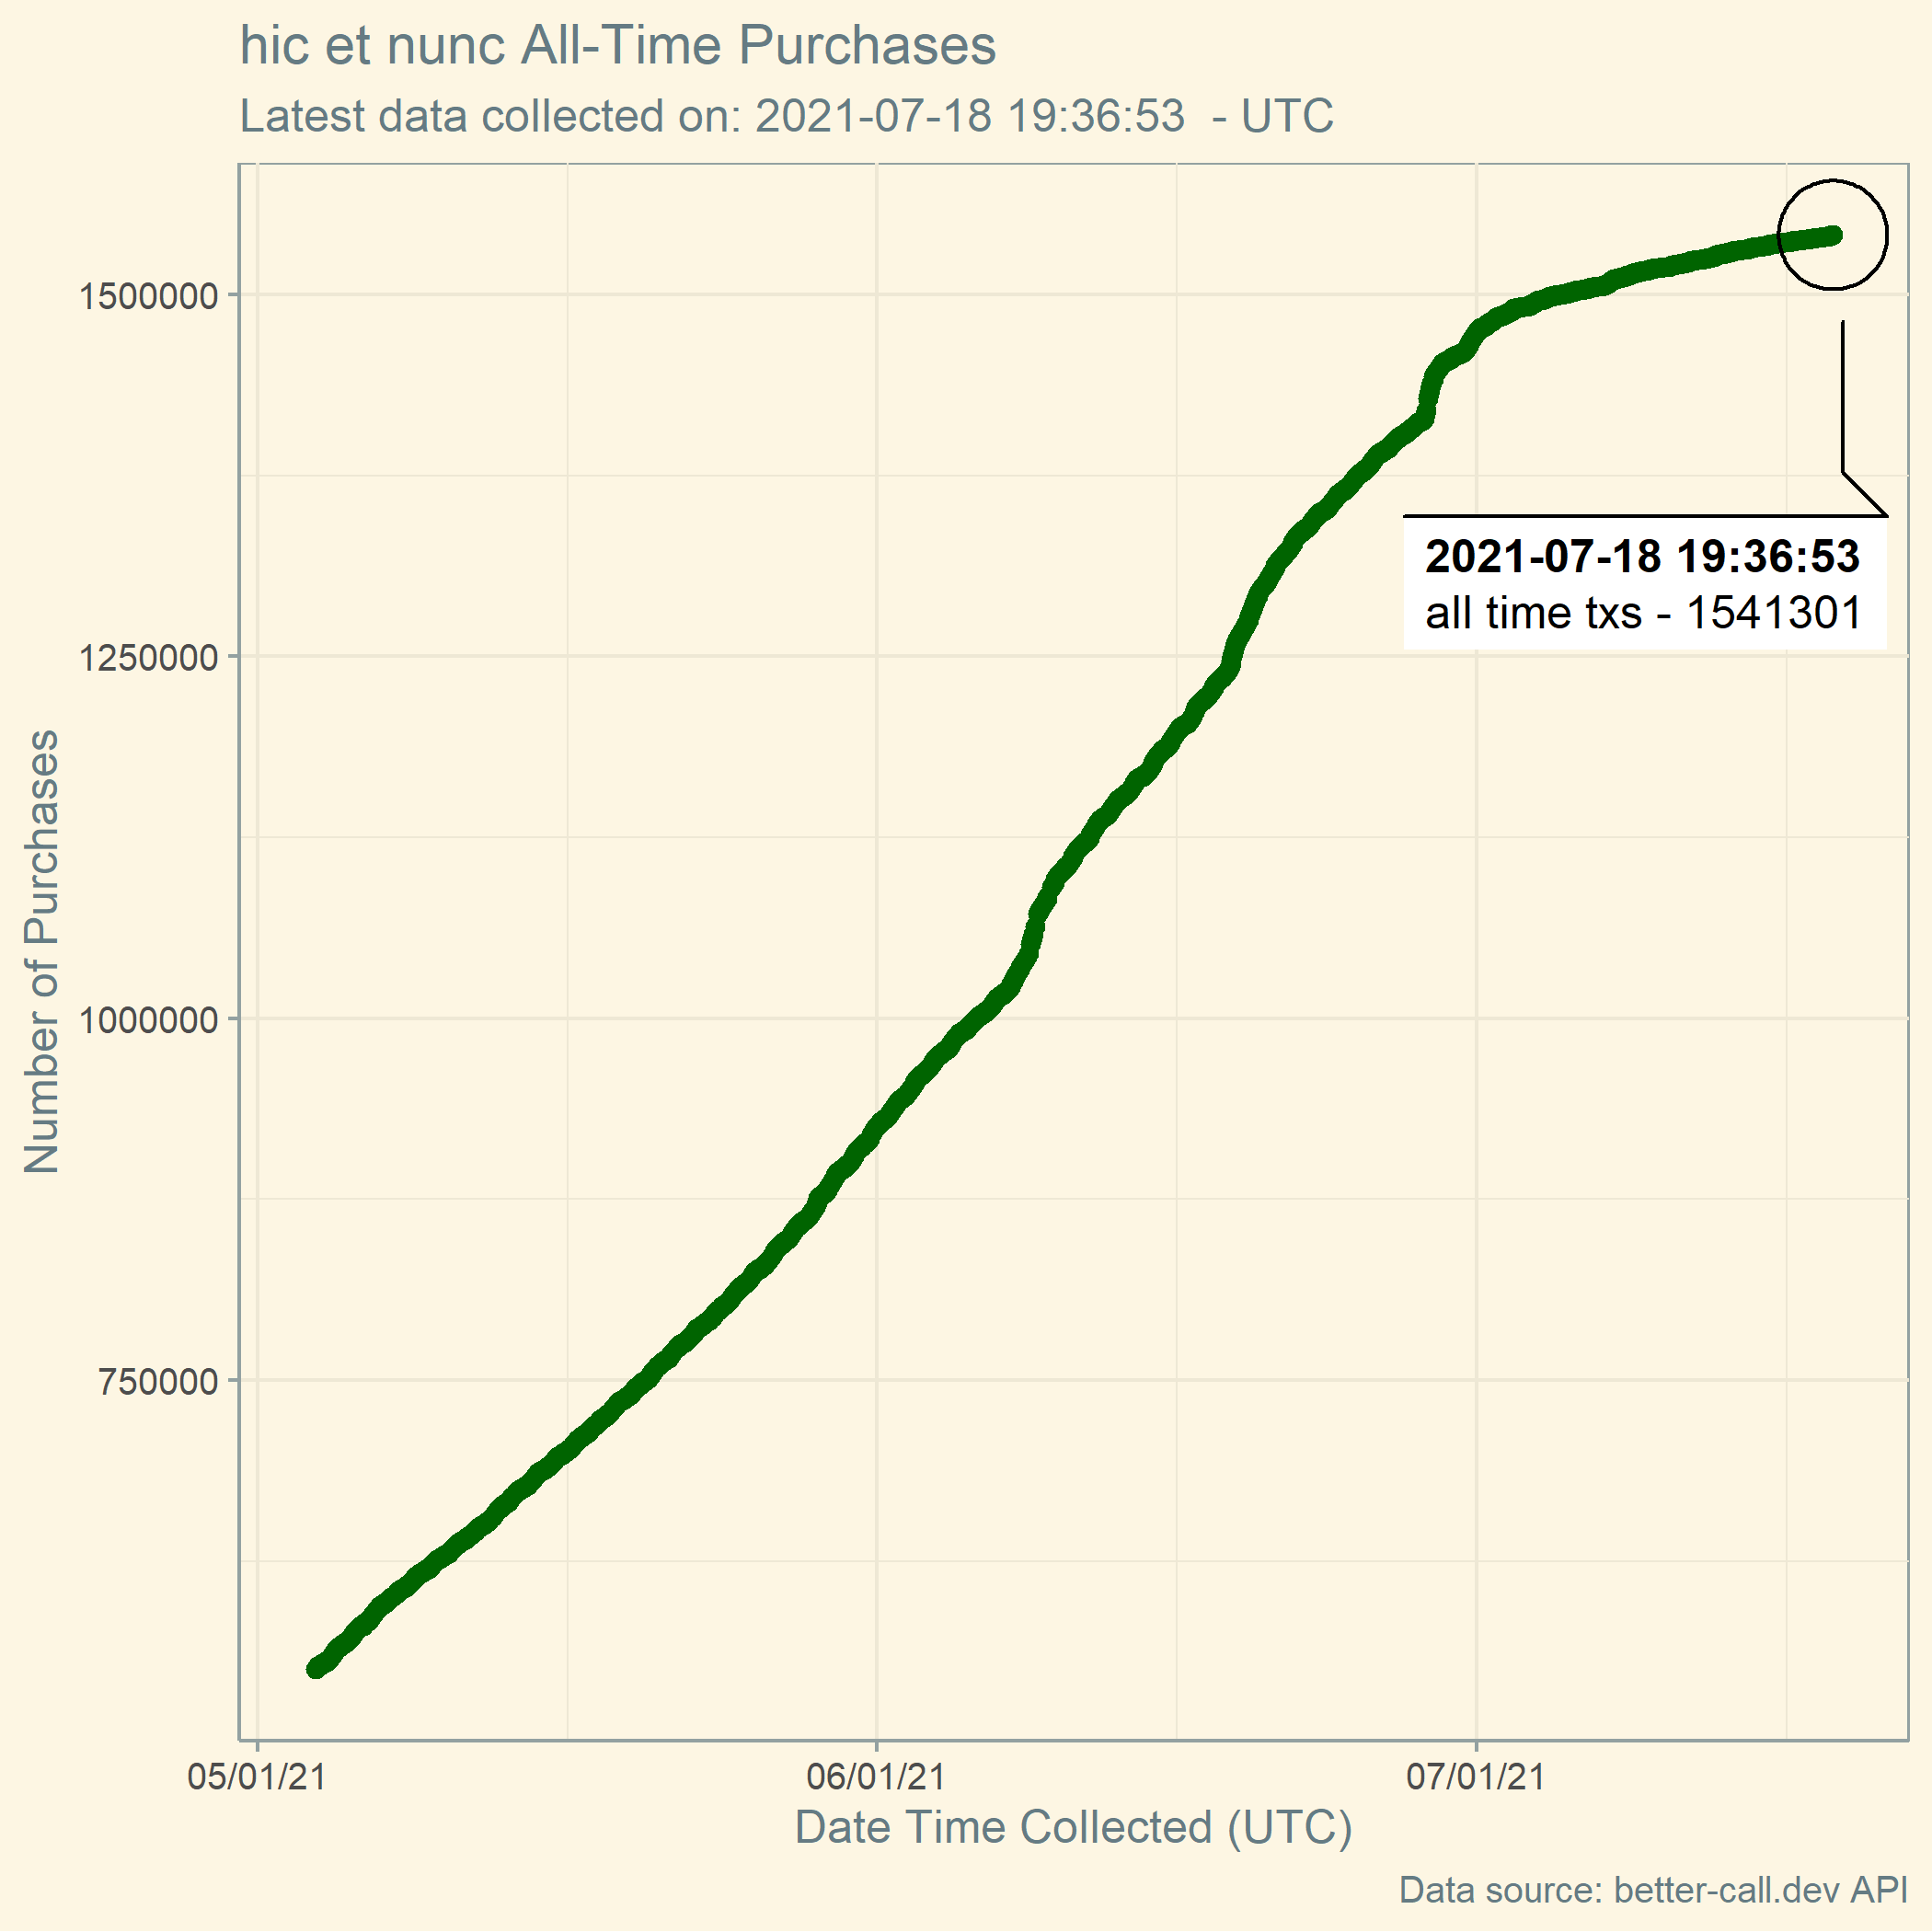 hic et nunc All-Time Purchases
Latest data collected on: 2021-07-18 19:36:53  - UTC
1500000
1250000
1000000
750000
Number of Purchases
2021-07-18 19:36:53
all time txs - 1541301
05/01/21
06/01/21
07/01/21
Date Time Collected (UTC)
Data source: better-call.dev API